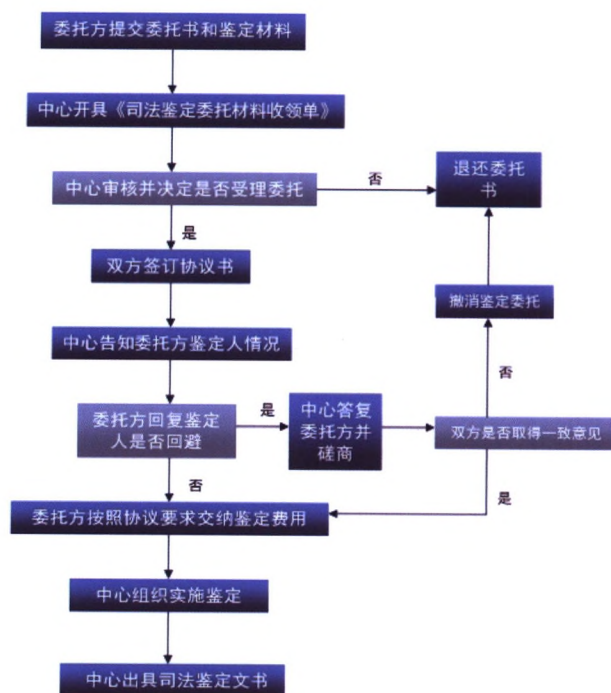 委托方提交委托书和鉴定材料
中心开具《司法鉴定委托材料收领单》
中心审核并决定是否受理委托
否
退还委托
书
是
双方签订协议书
撤消鉴定委托
中心告知委托方鉴定人情况
否
委托方回复鉴定
人是否回避
是
中心答复
委托方并
磋商
双方是否取得一致意见
否
是
委托方按照协议要求交纳鉴定费用
中心组织实施鉴定
中心出具司法鉴定文书